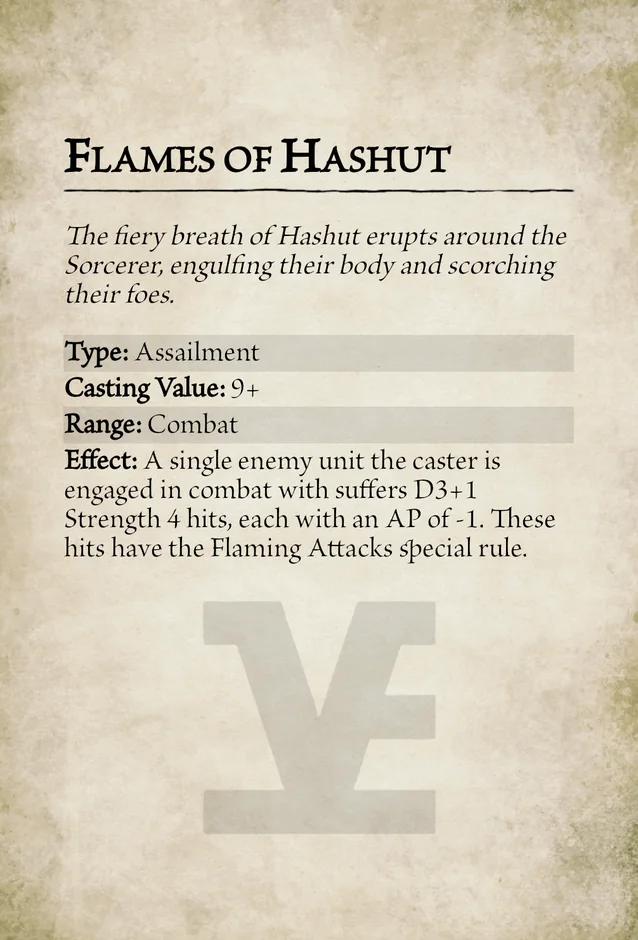 Flames of Hashut
The fiery breath of Hashut erupts around the
Sorcerer, engulfing their body and scorching
their foes.
Type: Assailment
Casting Value: 9+
Range: Combat
Effect: A single enemy unit the caster is
engaged in combat with suffers D3+1
Strength 4 hits, each with an AP of -1. These
hits have the Flaming Attacks special rule.